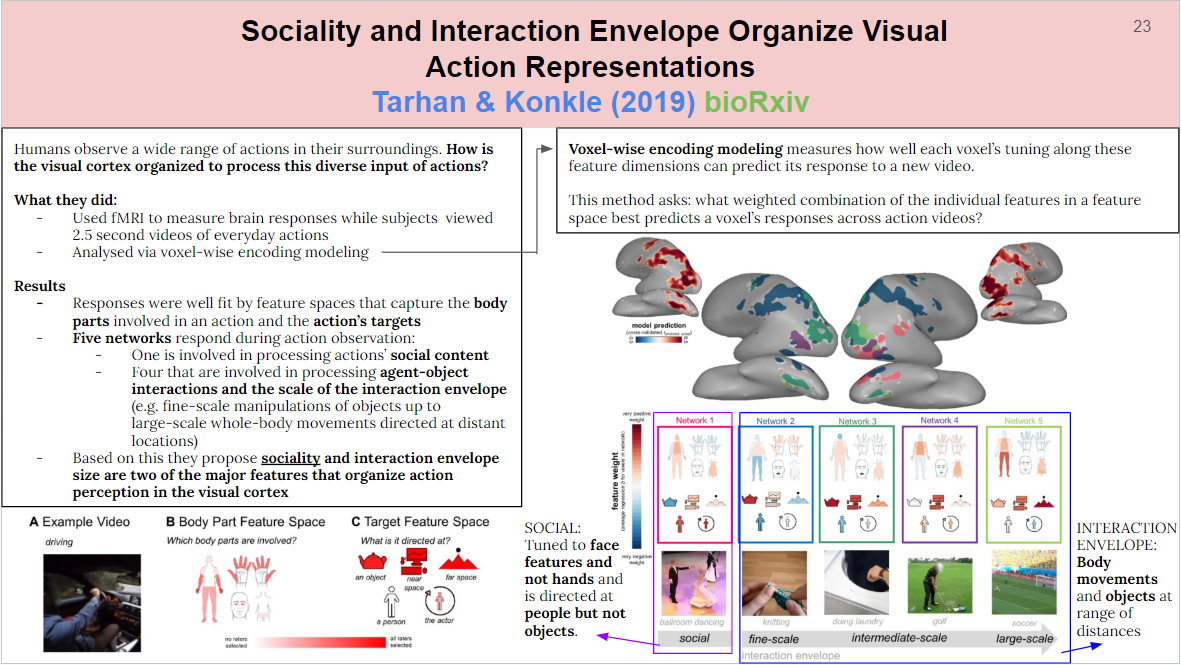 Sociality and Interaction Envelope Organize Visual
Action Representations
Tarhan & Konkle (2019) bioRxiv
23
Humans observe a wide range of actions in their surroundings. How is
the visual cortex organized to process this diverse input of actions?
What they did:
- Used fMRI to measure brain responses while subjects viewed
2.5 second videos of everyday actions
- Analysed via voxel-wise encoding modeling
Results
- Responses were well fit by feature spaces that capture the body
parts involved in an action and the action's targets
- Five networks respond during action observation:
- One is involved in processing actions' social content
- Four that are involved in processing agent-object
interactions and the scale of the interaction envelope
(e.g. fine-scale manipulations of objects up to
large-scale whole-body movements directed at distant
locations)
- Based on this they propose sociality and interaction envelope
size are two of the major features that organize action
perception in the visual cortex
Voxel-wise encoding modeling measures how well each voxel's tuning along these
feature dimensions can predict its response to a new video.
This method asks: what weighted combination of the individual features in a feature
space best predicts a voxel's responses across action videos?
model prediction
A Example Video
driving
B Body Part Feature Space
Which body parts are involved?
no raters
selected
all raters
selected
C Target Feature Space
What is it directed at?
an object
near
space
far space
a person
the actor
SOCIAL:
Tuned to face
features and
not hands and
is directed at
people but not
objects.
very positive
weight
feature weight
very negative
weight
Network 1
Network 2
Network 3
Network 4
Network 5
ballroom dancing
knitting
doing laundry
golf
soccer
social
fine-scale
intermediate-scale
large-scale
interaction envelope
INTERACTION
ENVELOPE:
Body
movements
and objects at
range of
distances